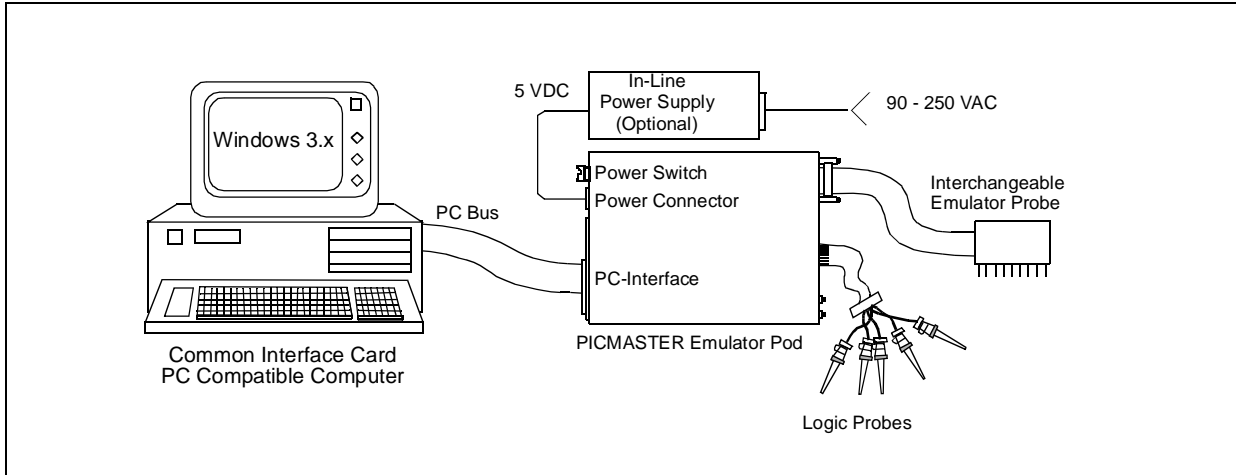 In-Line
Power Supply
(Optional)
5 VDC
90 - 250 VAC
Windows 3.x
Power Switch
Power Connector
Interchangeable
Emulator Probe
PC Bus
PC-Interface
PICMASTER Emulator Pod
Common Interface Card
PC Compatible Computer
Logic Probes